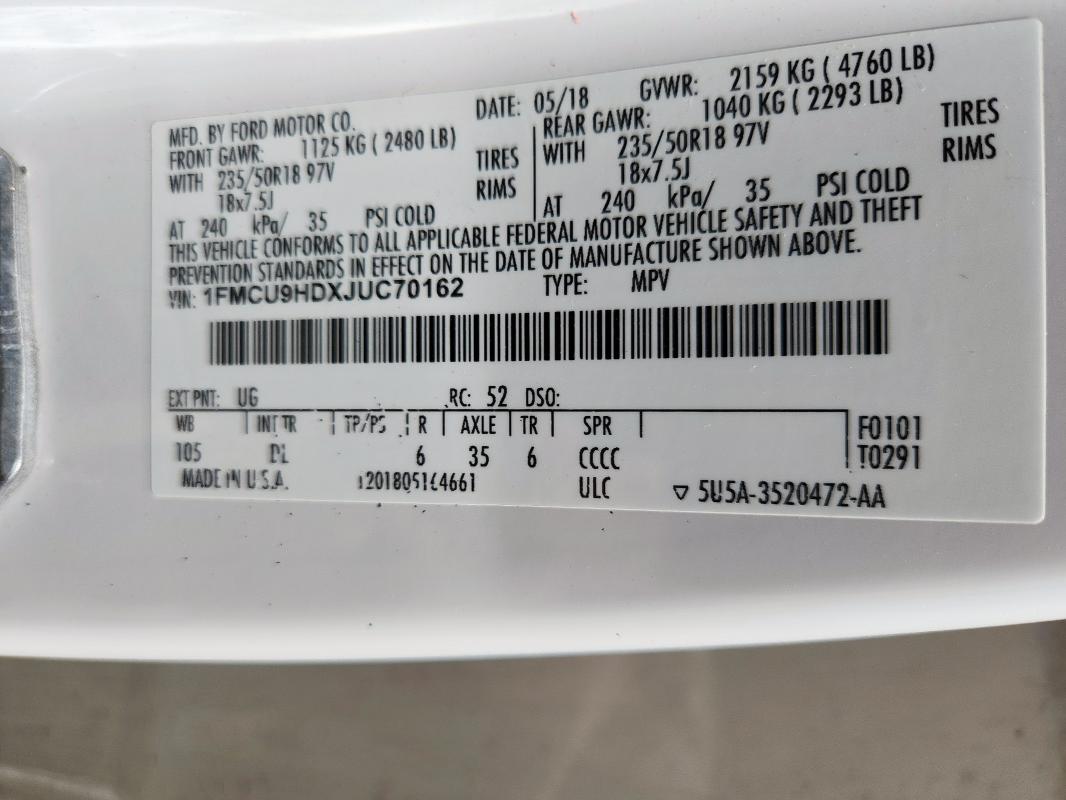 MFD. BY FORD MOTOR CO. DATE: 05/18 GVWR: 2159 KG ( 4760 LB)
FRONT GAWR: 1125 KG ( 2480 LB) REAR GAWR: 1040 KG ( 2293 LB)
WITH 235/50R18 97V TIRES WITH 235/50R18 97V TIRES
18x7.5J RIMS 18x7.5J RIMS
AT 240 kPa/ 35 PSI COLD AT 240 kPa/ 35 PSI COLD
THIS VEHICLE CONFORMS TO ALL APPLICABLE FEDERAL MOTOR VEHICLE SAFETY AND THEFT
PREVENTION STANDARDS IN EFFECT ON THE DATE OF MANUFACTURE SHOWN ABOVE.
VIN: 1FMCU9HDXJUC70162 TYPE: MPV
EXT PNT: UG RC: 52 DSO:
WB INT TR TP/PS R AXLE TR SPR F0101
105 6 35 6 CCCC T0291
MADE IN U.S.A. ULC 5U5A-3520472-AA